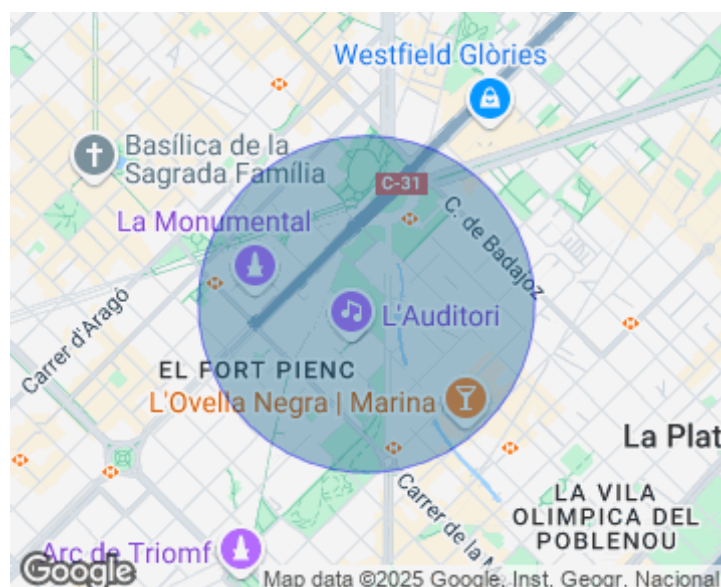 Westfield Glòries
Basílica de la
Sagrada Família
C-31
La Monumental
C. de Badajoz
L'Auditori
Carrer d'Aragó
EL FORT PIENC
L'Ovella Negra | Marina
La Plat
Carrer de la M
LA VILA
OLIMPICA DEL
POBLENOU
Arc de Triomf
Google
Map data ©2025 Google, Inst. Geogr. Nacional